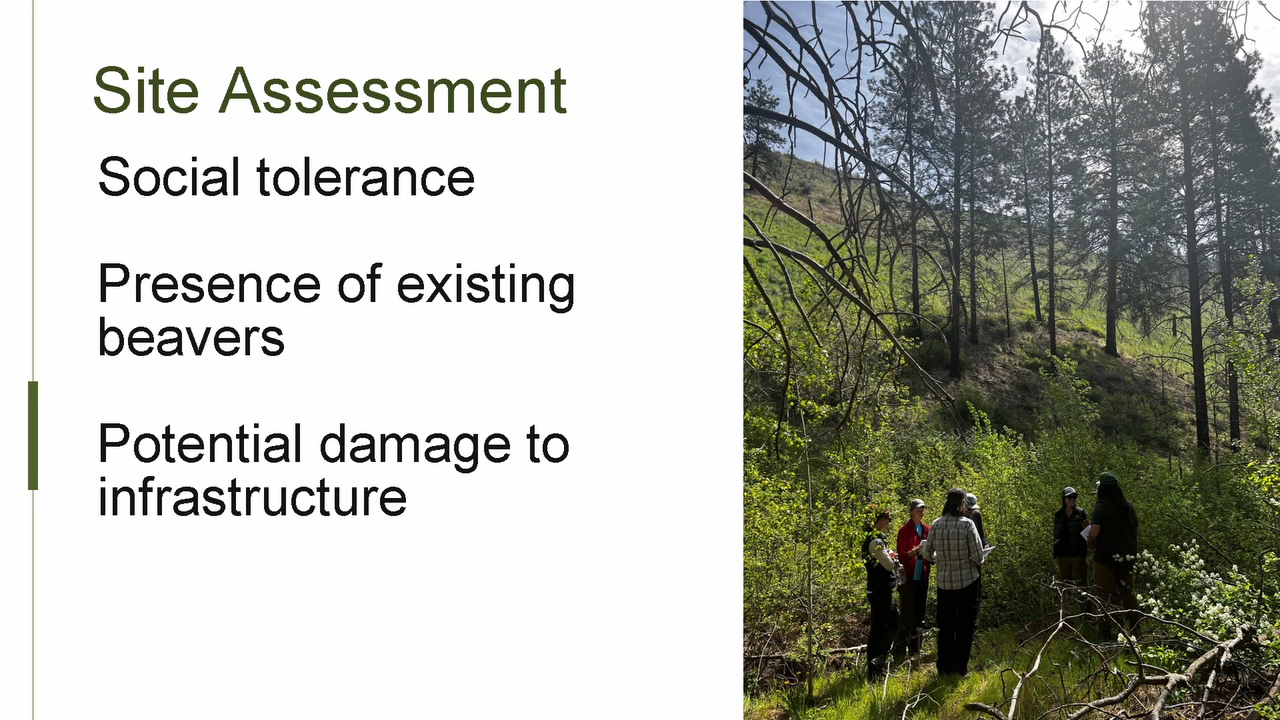 Site Assessment
Social tolerance
Presence of existing
beavers
Potential damage to
infrastructure